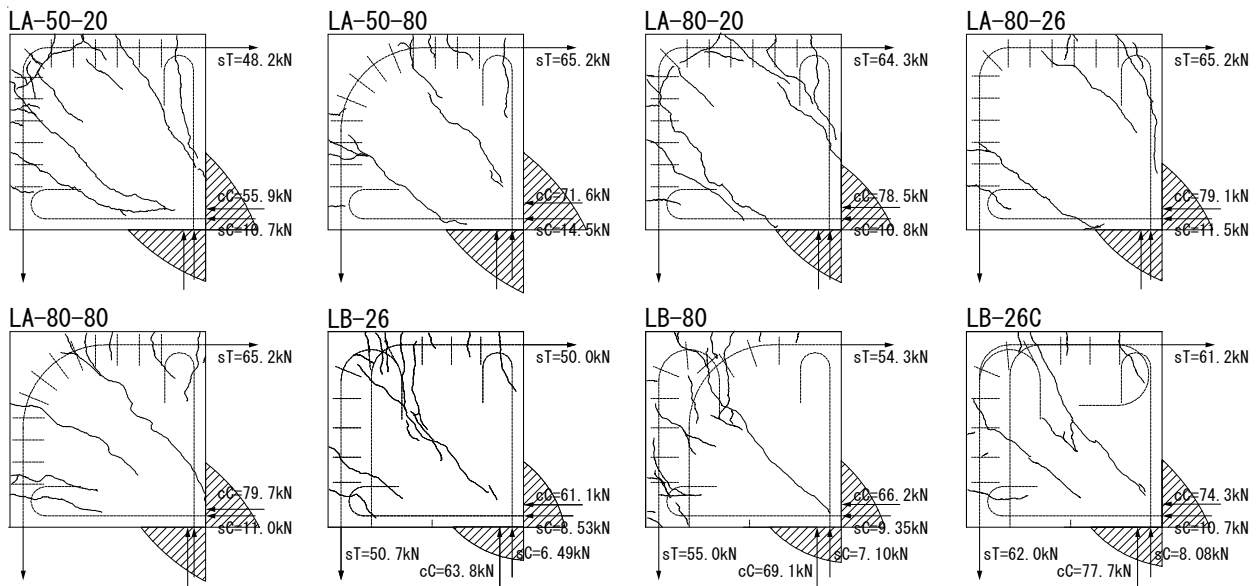 LA-50-20
LA-50-80
LA-80-20
LA-80-26
sT=48.2kN
sT=65.2kN
sT=64.3kN
sT=65.2kN
cC=55.9kN
cC=71.6kN
cC=78.5kN
cC=79.1kN
sC=10.7kN
sC=14.5kN
sC=10.8kN
sC=11.5kN
LA-80-80
LB-26
LB-80
LB-26C
sT=65.2kN
sT=50.0kN
sT=54.3kN
sT=61.2kN
cC=79.7kN
cC=61.1kN
cC=66.2kN
cC=74.3kN
sC=11.0kN
sC=8.53kN
sC=9.35kN
sC=10.7kN
sT=50.7kN
sC=6.49kN
sT=55.0kN
sC=7.10kN
sT=62.0kN
sC=8.08kN
cC=63.8kN
cC=69.1kN
cC=77.7kN